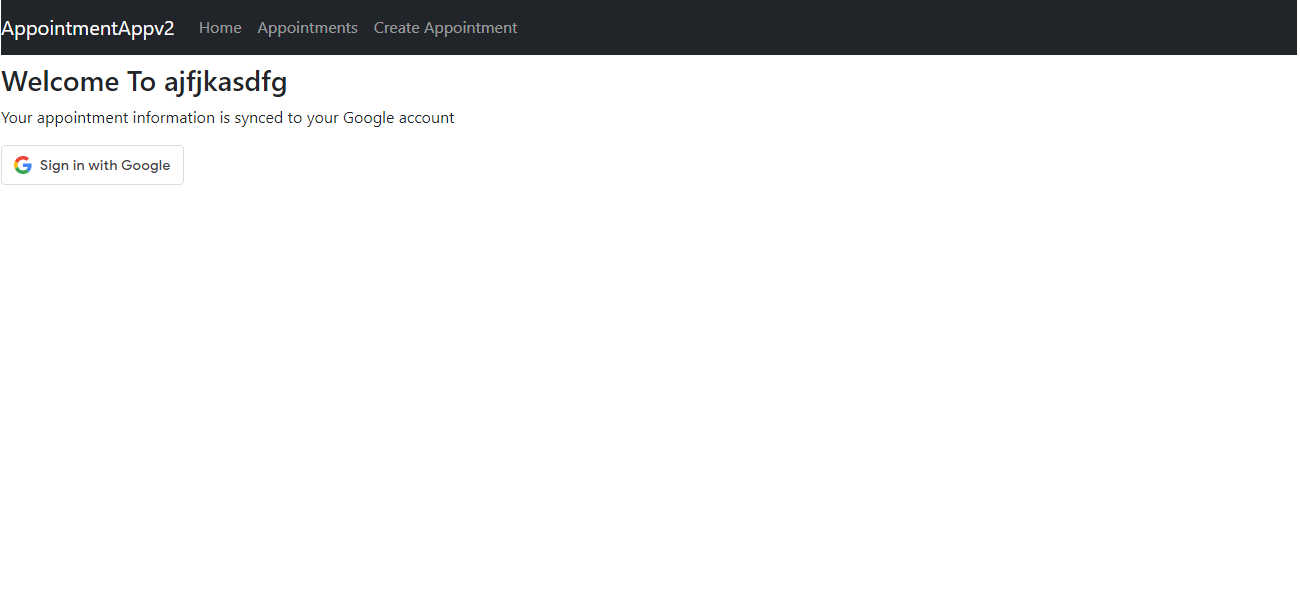 AppointmentAppv2 Home Appointments Create Appointment
Welcome To ajfjkasdfg
Your appointment information is synced to your Google account
Sign in with Google